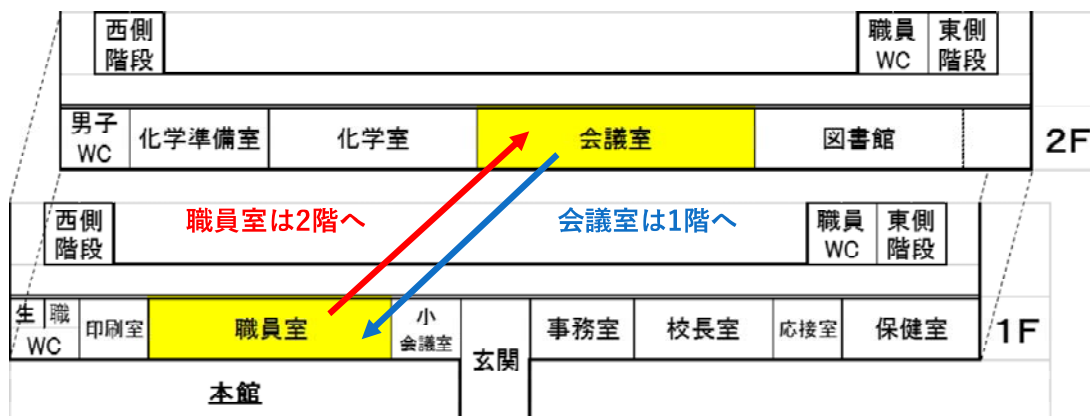 西側
階段
職員
WC
東側
階段
男子
WC
化学準備室
化学室
会議室
図書館
2F
西側
階段
職員室は2階へ
会議室は1階へ
職員
WC
東側
階段
生 職
WC
印刷室
職員室
小
会議室
玄関
事務室
校長室
応接室
保健室
1F
本館